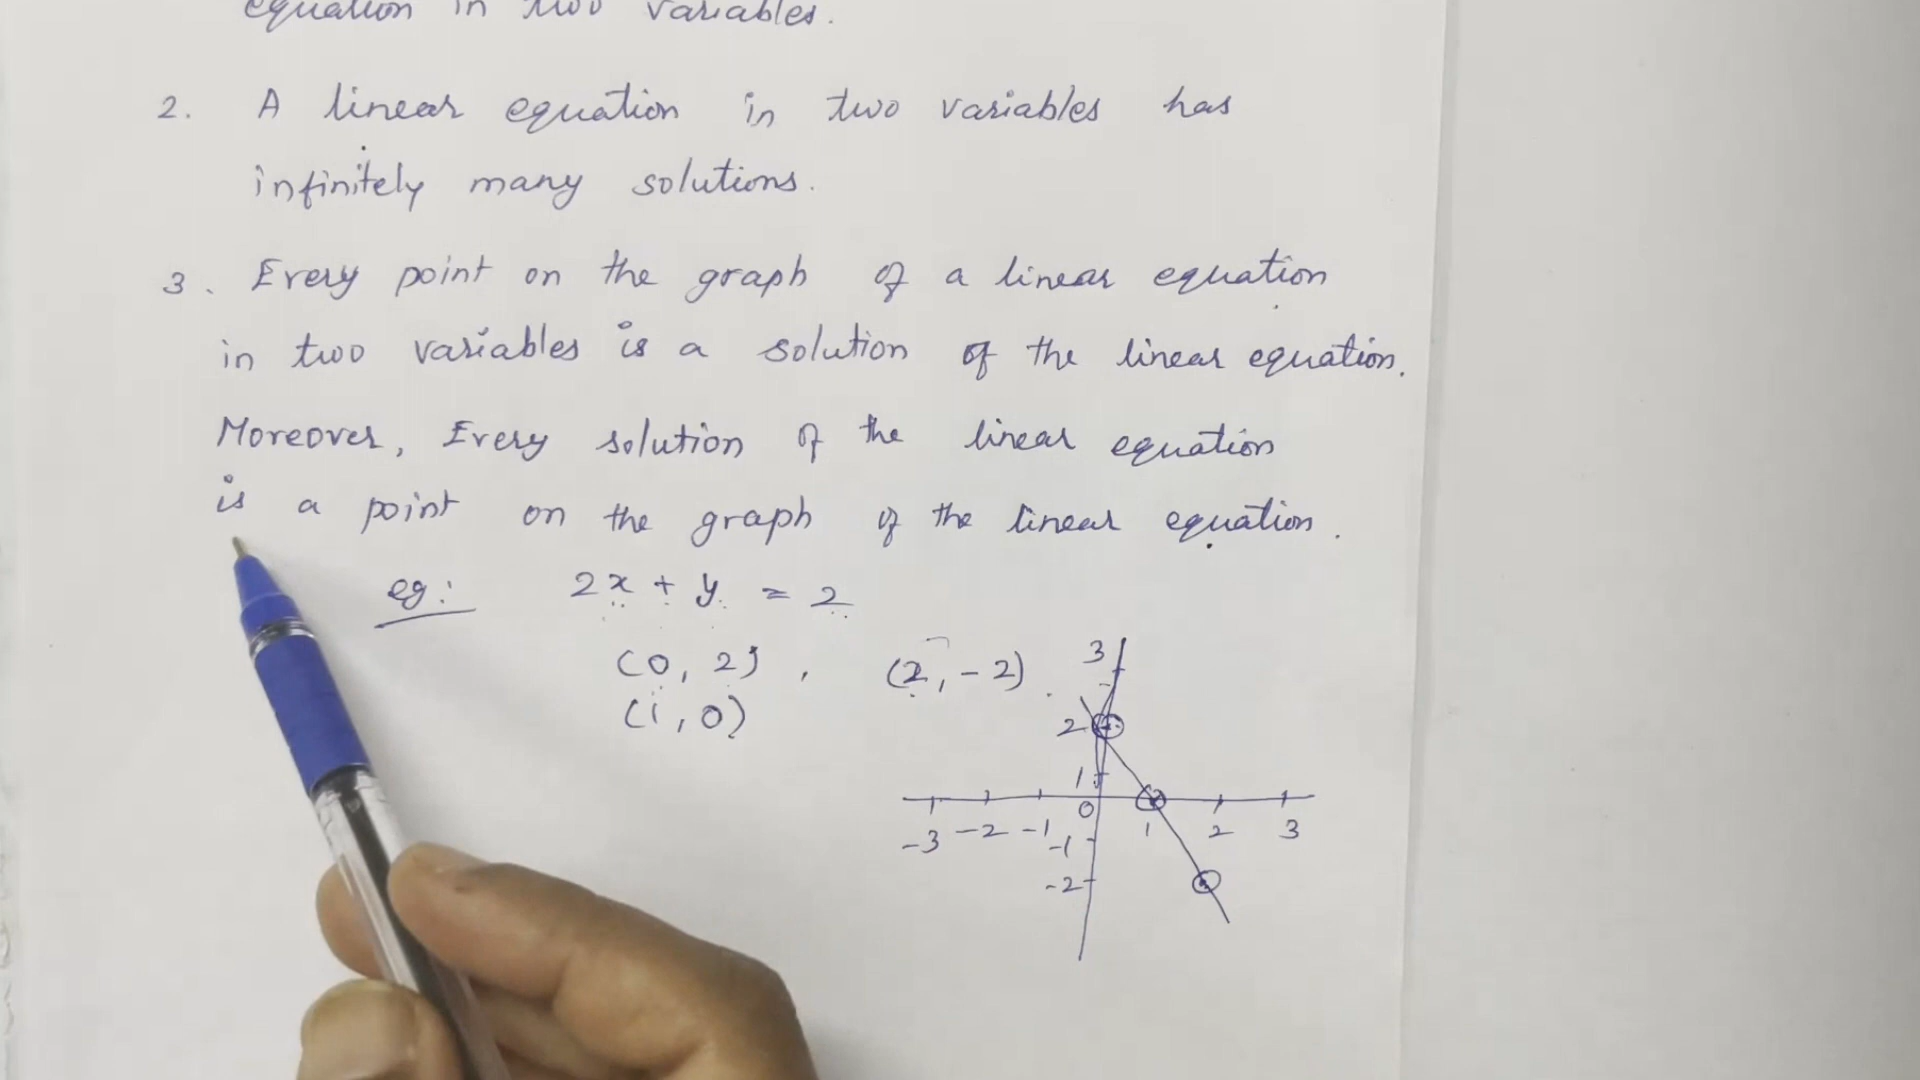 equation in two variables.
2. A linear equation in two variables has
infinitely many solutions.
3. Every point on the graph of a linear equation
in two variables is a solution of the linear equation.
Moreover, Every solution of the linear equation
is a point on the graph of the linear equation.
eg: 2x + y = 2
(0, 2), (2, -2).
(1, 0)
3
2
1
0
-3 -2 -1 1 2 3
-1
-2